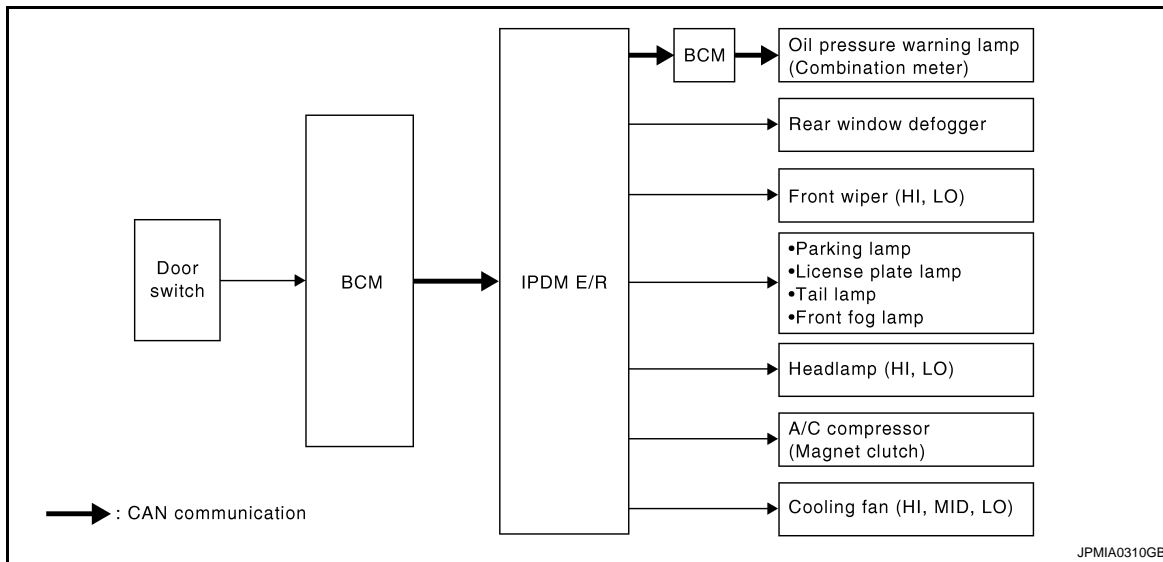 Door
switch
BCM
IPDM E/R
BCM
Oil pressure warning lamp
(Combination meter)
Rear window defogger
Front wiper (HI, LO)
•Parking lamp
•License plate lamp
•Tail lamp
•Front fog lamp
Headlamp (HI, LO)
A/C compressor
(Magnet clutch)
Cooling fan (HI, MID, LO)
: CAN communication
JPMIA0310GB